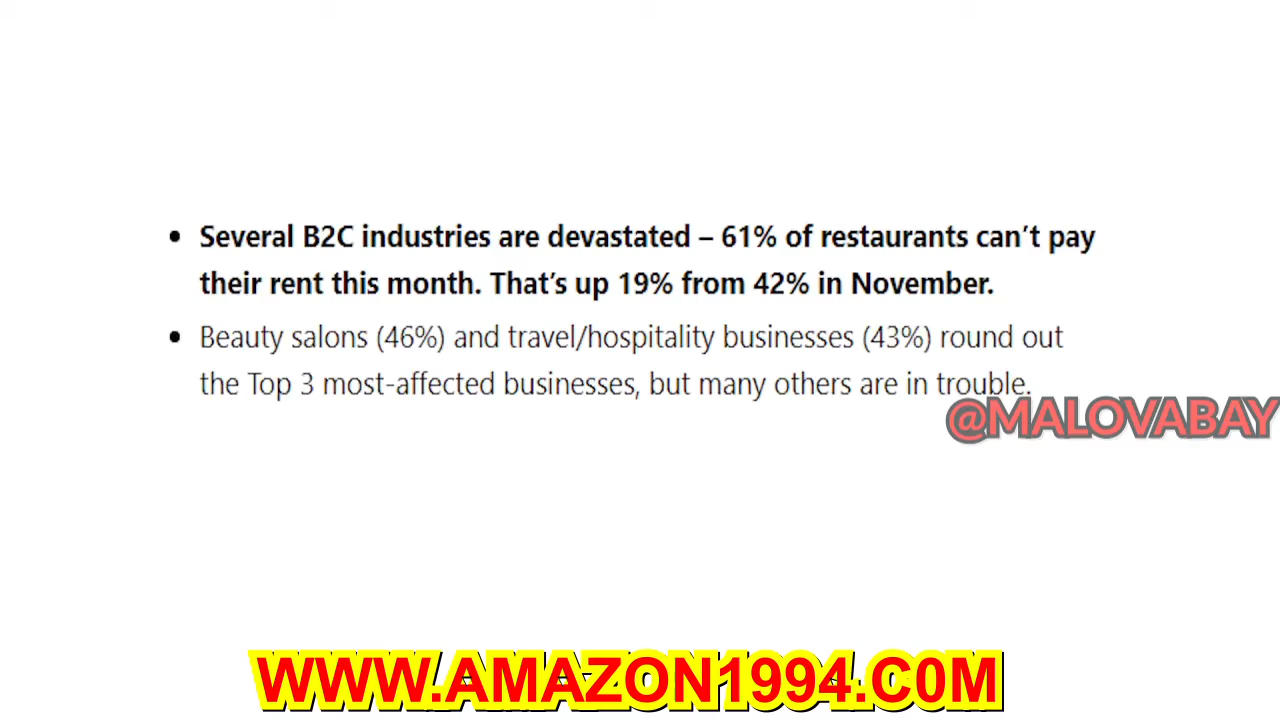 • Several B2C industries are devastated – 61% of restaurants can't pay
their rent this month. That's up 19% from 42% in November.
• Beauty salons (46%) and travel/hospitality businesses (43%) round out
the Top 3 most-affected businesses, but many others are in trouble.
@MALOVABAY
WWW.AMAZON1994.C0M